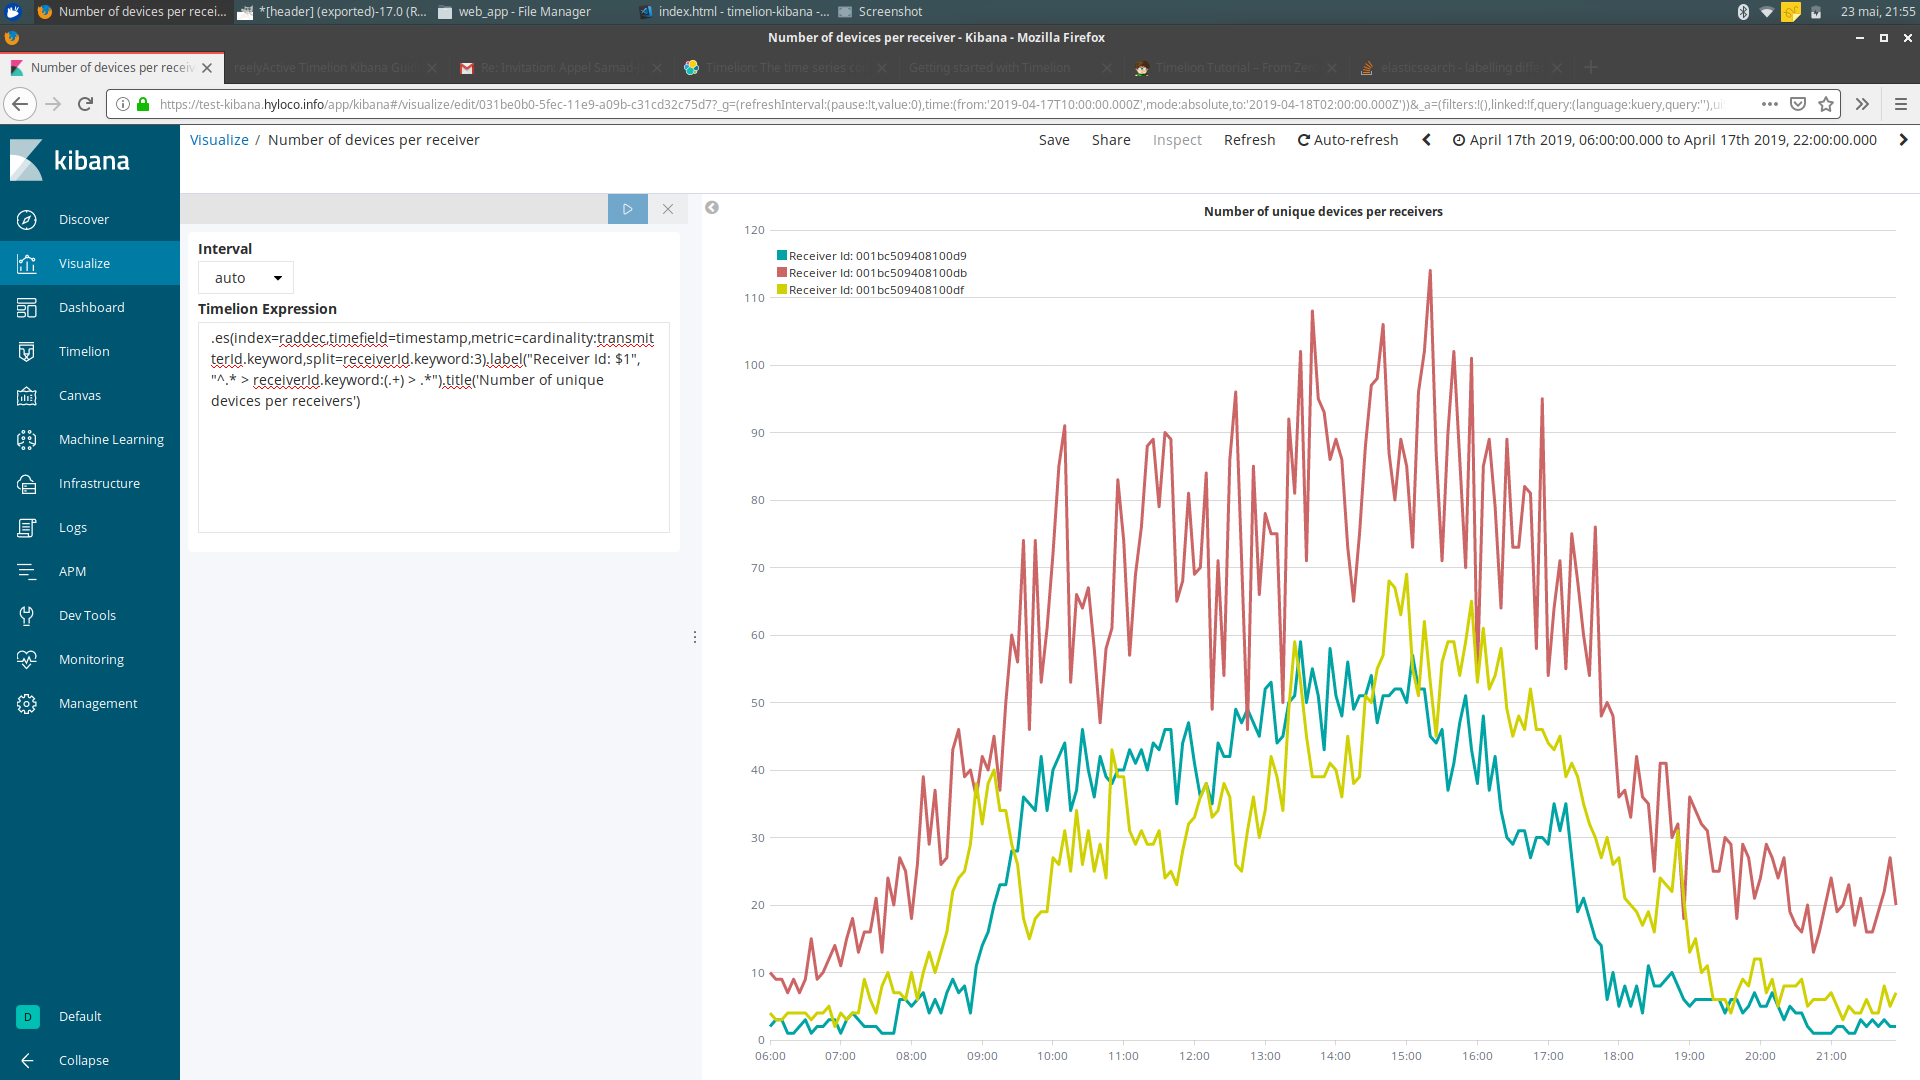 Number of devices per recei...
*[header] (exported)-17.0 (R...
web_app - File Manager
index.html - timelion-kibana -...
Screenshot
23 mai, 21:55
Number of devices per receiver - Kibana - Mozilla Firefox
Number of devices per receiv
reelyActive Timelion Kibana Gui
Re: Invitation: Appel Samad
Timelion: The time series co
Getting started with Timelion
Timelion Tutorial – From Ze
elasticsearch - labelling diffe
https://test-kibana.hyloco.info/app/kibana#/visualize/edit/031be0b0-5fec-11e9-a09b-c31cd32c75d7?_g=(refreshInterval:(pause:!t,value:0),time:(from:'2019-04-17T10:00:00.000Z',mode:absolute,to:'2019-04-18T02:00:00.000Z'))&_a=(filters:!(),linked:!f,query:(language:kuery,query:''),ui
kibana
Discover
Visualize
Dashboard
Timelion
Canvas
Machine Learning
Infrastructure
Logs
APM
Dev Tools
Monitoring
Management
D
Default
Collapse
Visualize / Number of devices per receiver
Save
Share
Inspect
Refresh
Auto-refresh
April 17th 2019, 06:00:00.000 to April 17th 2019, 22:00:00.000
Interval
auto
Timelion Expression
.es(index=raddec,timefield=timestamp,metric=cardinality:transmit
terId.keyword,split=receiverId.keyword:3).label("Receiver Id: $1",
"^.* > receiverId.keyword:(.+) > .*").title('Number of unique
devices per receivers')
Number of unique devices per receivers
Receiver Id: 001bc509408100d9
Receiver Id: 001bc509408100db
Receiver Id: 001bc509408100df
120
110
100
90
80
70
60
50
40
30
20
10
0
06:00
07:00
08:00
09:00
10:00
11:00
12:00
13:00
14:00
15:00
16:00
17:00
18:00
19:00
20:00
21:00